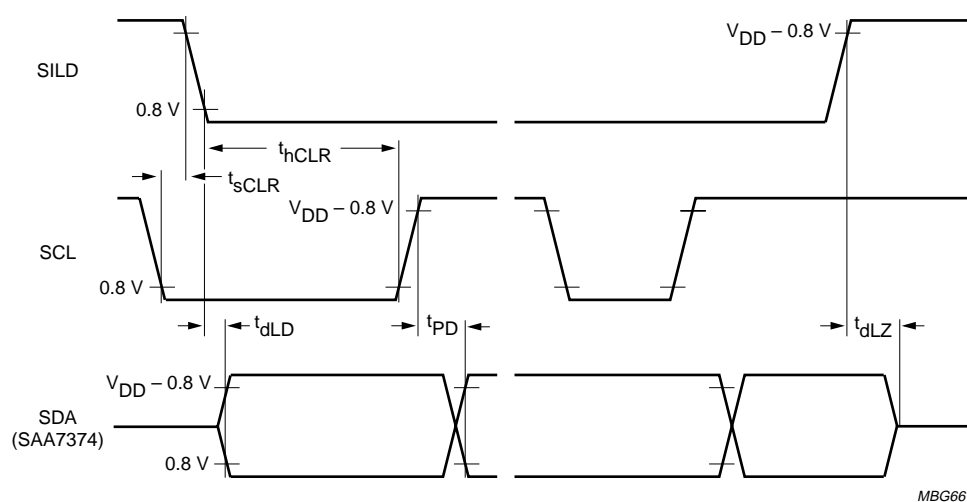 V_DD – 0.8 V
SILD
0.8 V
t_hCLR
t_sCLR
V_DD – 0.8 V
SCL
0.8 V
t_dLD
t_PD
t_dLZ
V_DD – 0.8 V
SDA
(SAA7374)
0.8 V
MBG66